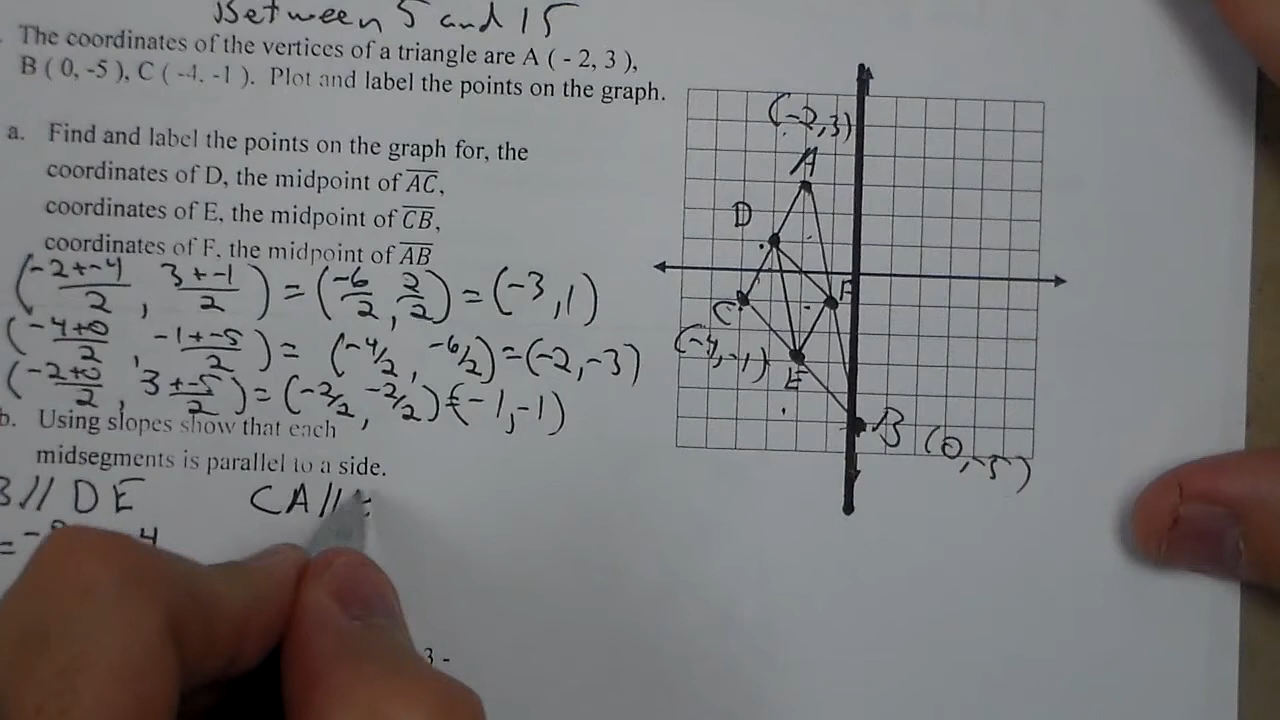 Between 5 and 15
The coordinates of the vertices of a triangle are A ( - 2, 3 ),
B ( 0, -5 ), C ( -4, -1 ). Plot and label the points on the graph.
a. Find and label the points on the graph for, the
coordinates of D, the midpoint of AC,
coordinates of E, the midpoint of CB,
coordinates of F, the midpoint of AB
(-2+-4/2, 3+-1/2) = (-6/2, 2/2) = (-3,1)
(-4+0/2, -1+-5/2) = (-4/2, -6/2) = (-2,-3)
(-2+0/2, 3+-5/2) = (-2/2, -2/2) = (-1,-1)
b. Using slopes show that each
midsegments is parallel to a side.
// DE CA//
= - 4
3 -
(-2,3)
A
D
C
F
(-4,-1)
E
B (0,-5)